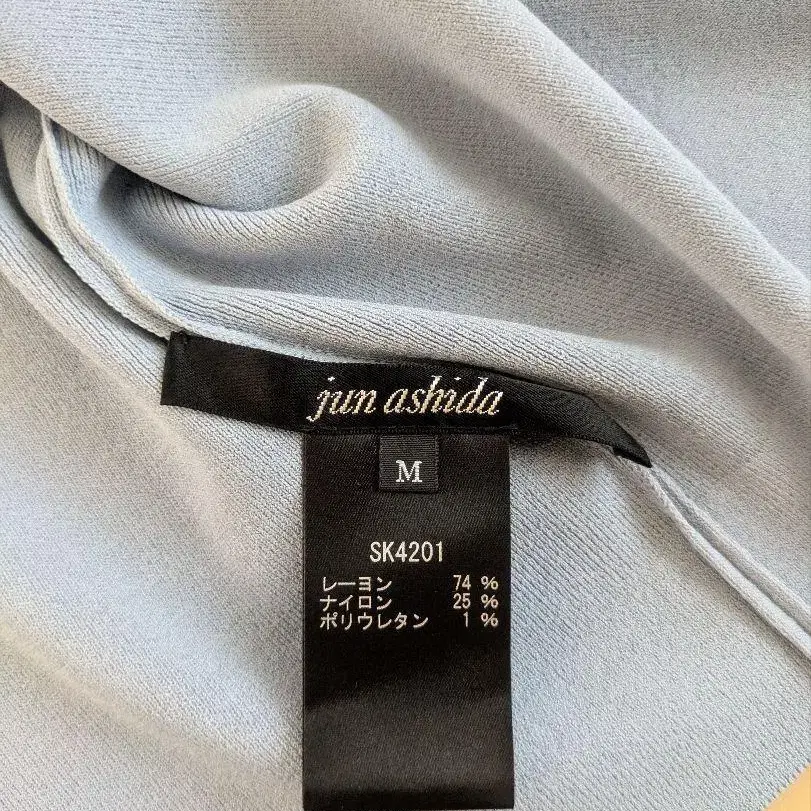 jun ashida
M
SK4201
レーヨン 74 %
ナイロン 25 %
ポリウレタン 1 %